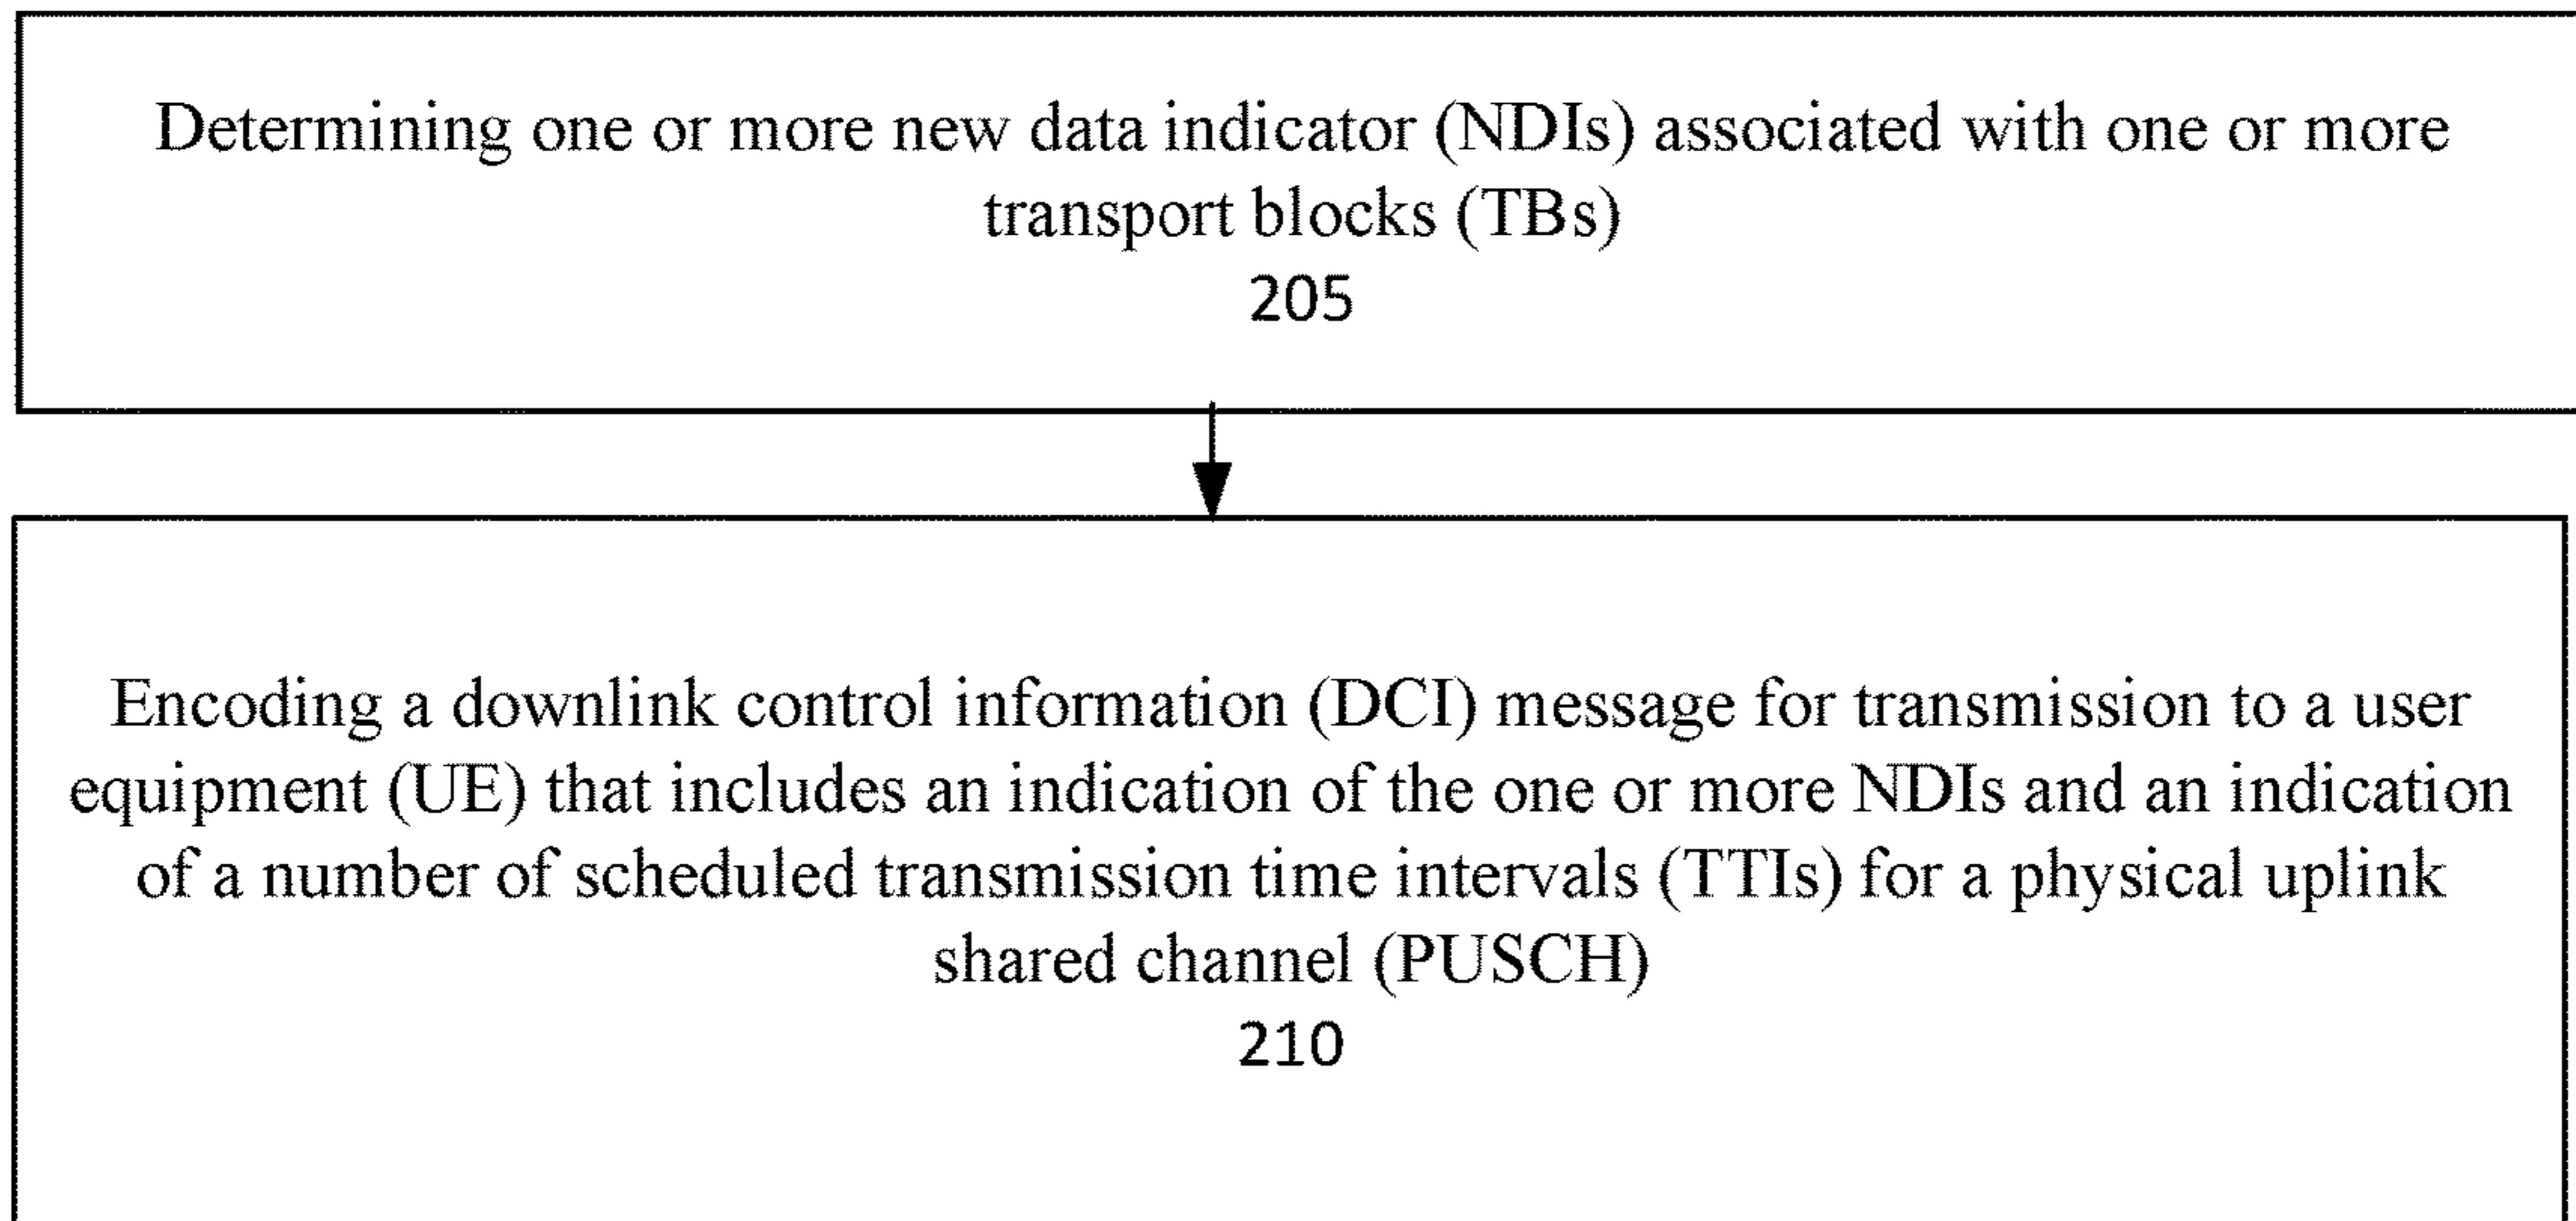 Determining one or more new data indicator (NDIs) associated with one or more
transport blocks (TBs)
205
Encoding a downlink control information (DCI) message for transmission to a user
equipment (UE) that includes an indication of the one or more NDIs and an indication
of a number of scheduled transmission time intervals (TTIs) for a physical uplink
shared channel (PUSCH)
210